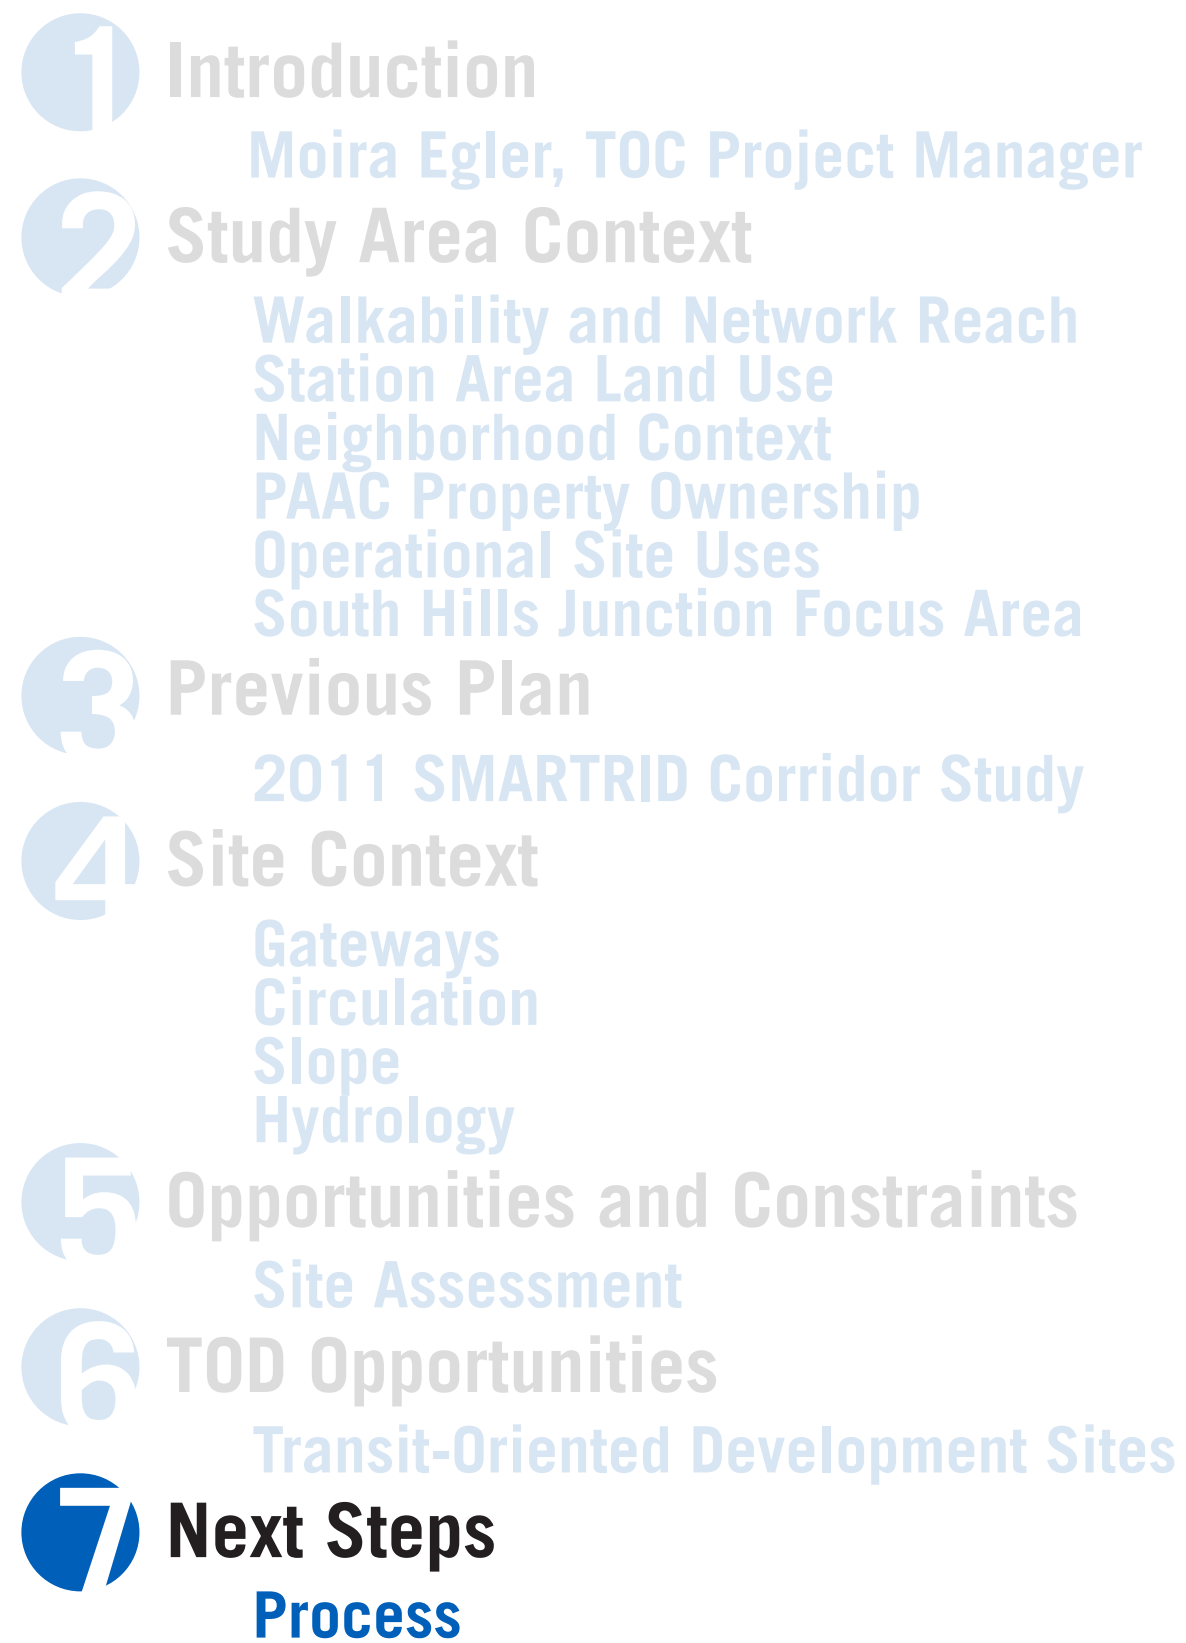 1 Introduction
Moira Egler, TOC Project Manager
2 Study Area Context
Walkability and Network Reach
Station Area Land Use
Neighborhood Context
PAAC Property Ownership
Operational Site Uses
South Hills Junction Focus Area
3 Previous Plan
2011 SMARTRID Corridor Study
4 Site Context
Gateways
Circulation
Slope
Hydrology
5 Opportunities and Constraints
Site Assessment
6 TOD Opportunities
Transit-Oriented Development Sites
7 Next Steps
Process